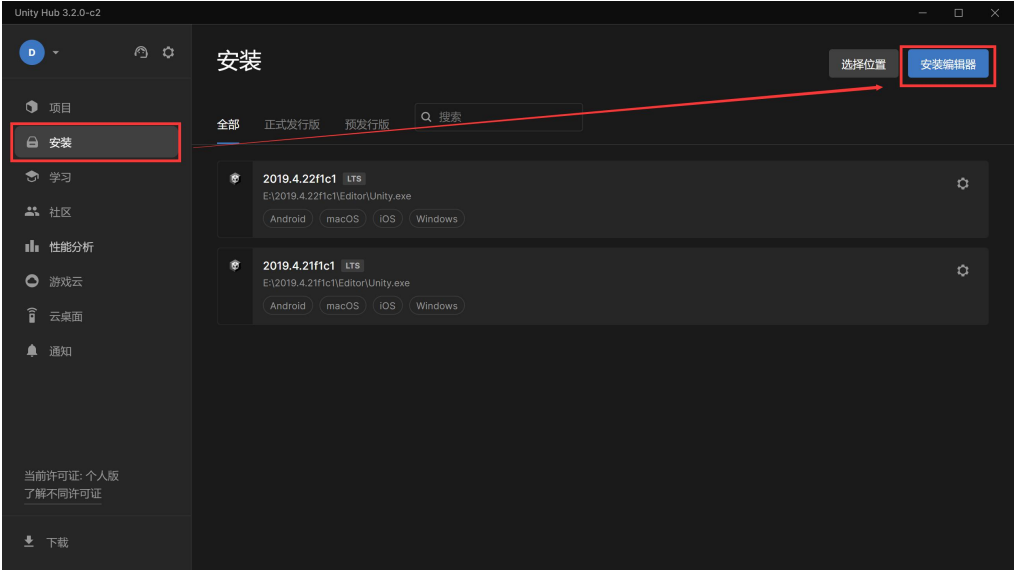 Unity Hub 3.2.0-c2
D
项目
安装
学习
社区
性能分析
游戏云
云桌面
通知
当前许可证: 个人版
了解不同许可证
下载
安装
选择位置
安装编辑器
全部
正式发行版
预发行版
搜索
2019.4.22f1c1 LTS
E:\2019.4.22f1c1\Editor\Unity.exe
Android macOS iOS Windows
2019.4.21f1c1 LTS
E:\2019.4.21f1c1\Editor\Unity.exe
Android macOS iOS Windows